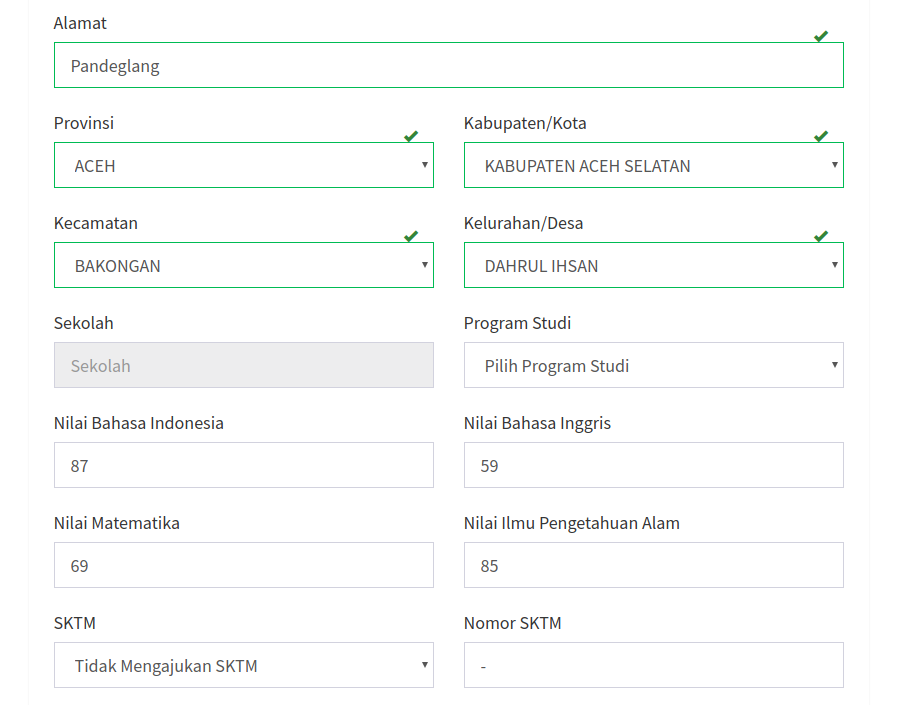 Alamat
Pandeglang
Provinsi
Kabupaten/Kota
ACEH
KABUPATEN ACEH SELATAN
Kecamatan
Kelurahan/Desa
BAKONGAN
DAHRUL IHSAN
Sekolah
Program Studi
Sekolah
Pilih Program Studi
Nilai Bahasa Indonesia
Nilai Bahasa Inggris
87
59
Nilai Matematika
Nilai Ilmu Pengetahuan Alam
69
85
SKTM
Nomor SKTM
Tidak Mengajukan SKTM
-